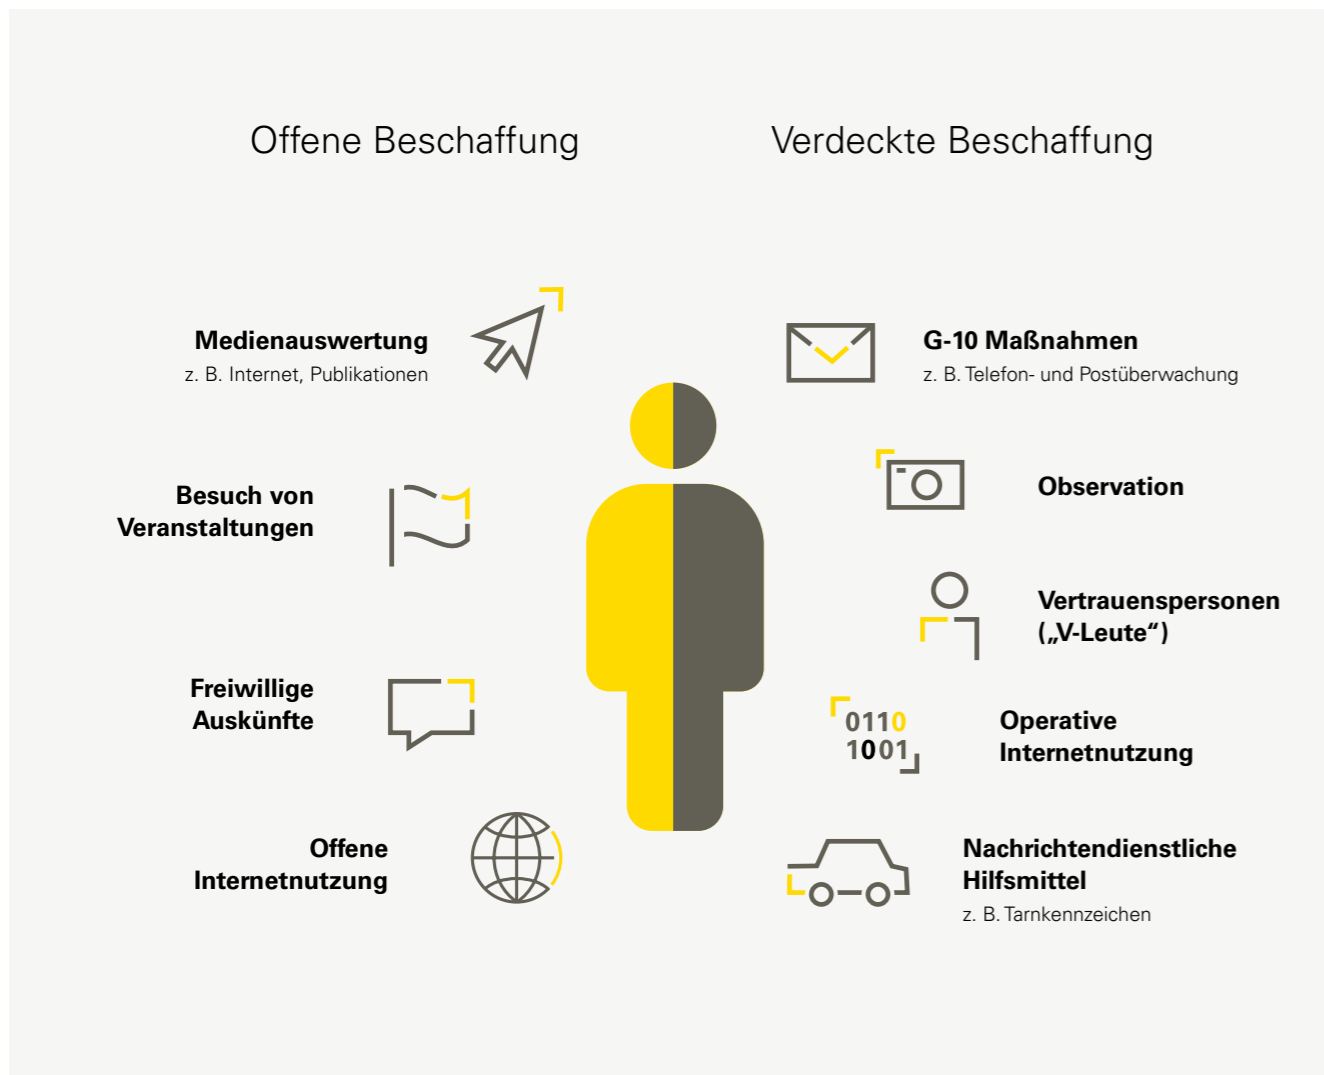 Offene Beschaffung
Medienauswertung
z. B. Internet, Publikationen
Besuch von
Veranstaltungen
Freiwillige
Auskünfte
Offene
Internetnutzung
Verdeckte Beschaffung
G-10 Maßnahmen
z. B. Telefon- und Postüberwachung
Observation
Vertrauenspersonen
(„V-Leute“)
0110
1001
Operative
Internetnutzung
Nachrichtendienstliche
Hilfsmittel
z. B. Tarnkennzeichen